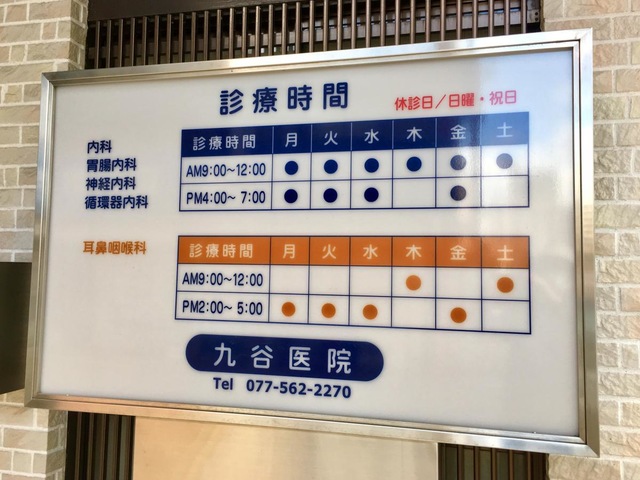 診療時間
休診日／日曜・祝日
内科
胃腸内科
神経内科
循環器内科
診療時間 月 火 水 木 金 土
AM9:00〜12:00 ● ● ● ● ● ●
PM4:00〜 7:00 ● ● ● ●
耳鼻咽喉科
診療時間 月 火 水 木 金 土
AM9:00〜12:00 ● ●
PM2:00〜 5:00 ● ● ● ●
九谷医院
Tel 077-562-2270